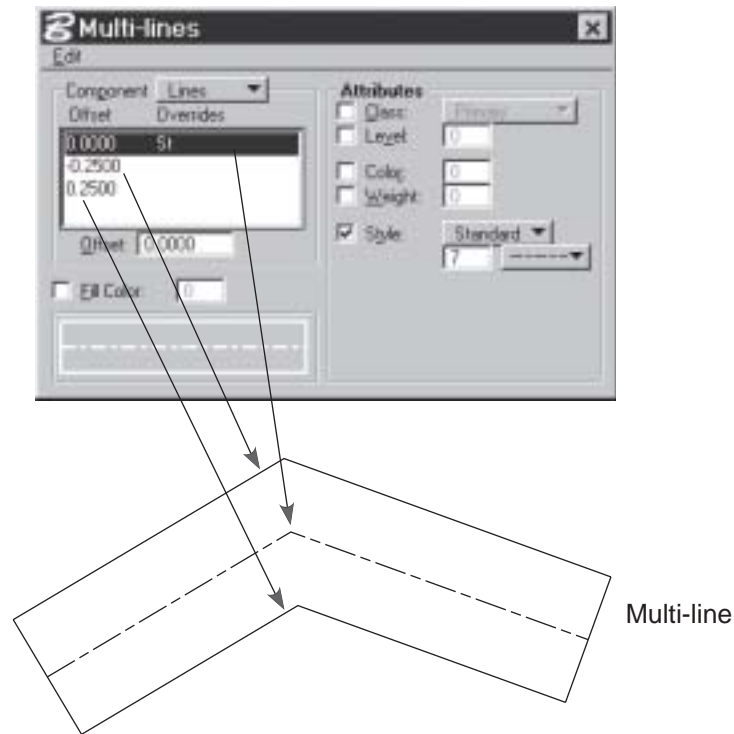 Multi-lines
Edit
Component Lines
Offset Overrides
0.0000 St
-0.2500
0.2500
Offset: 0.0000
Fill Color: 0
Attributes
Class: Primary
Level: 0
Color: 0
Weight: 0
Style: Standard
7
Multi-line